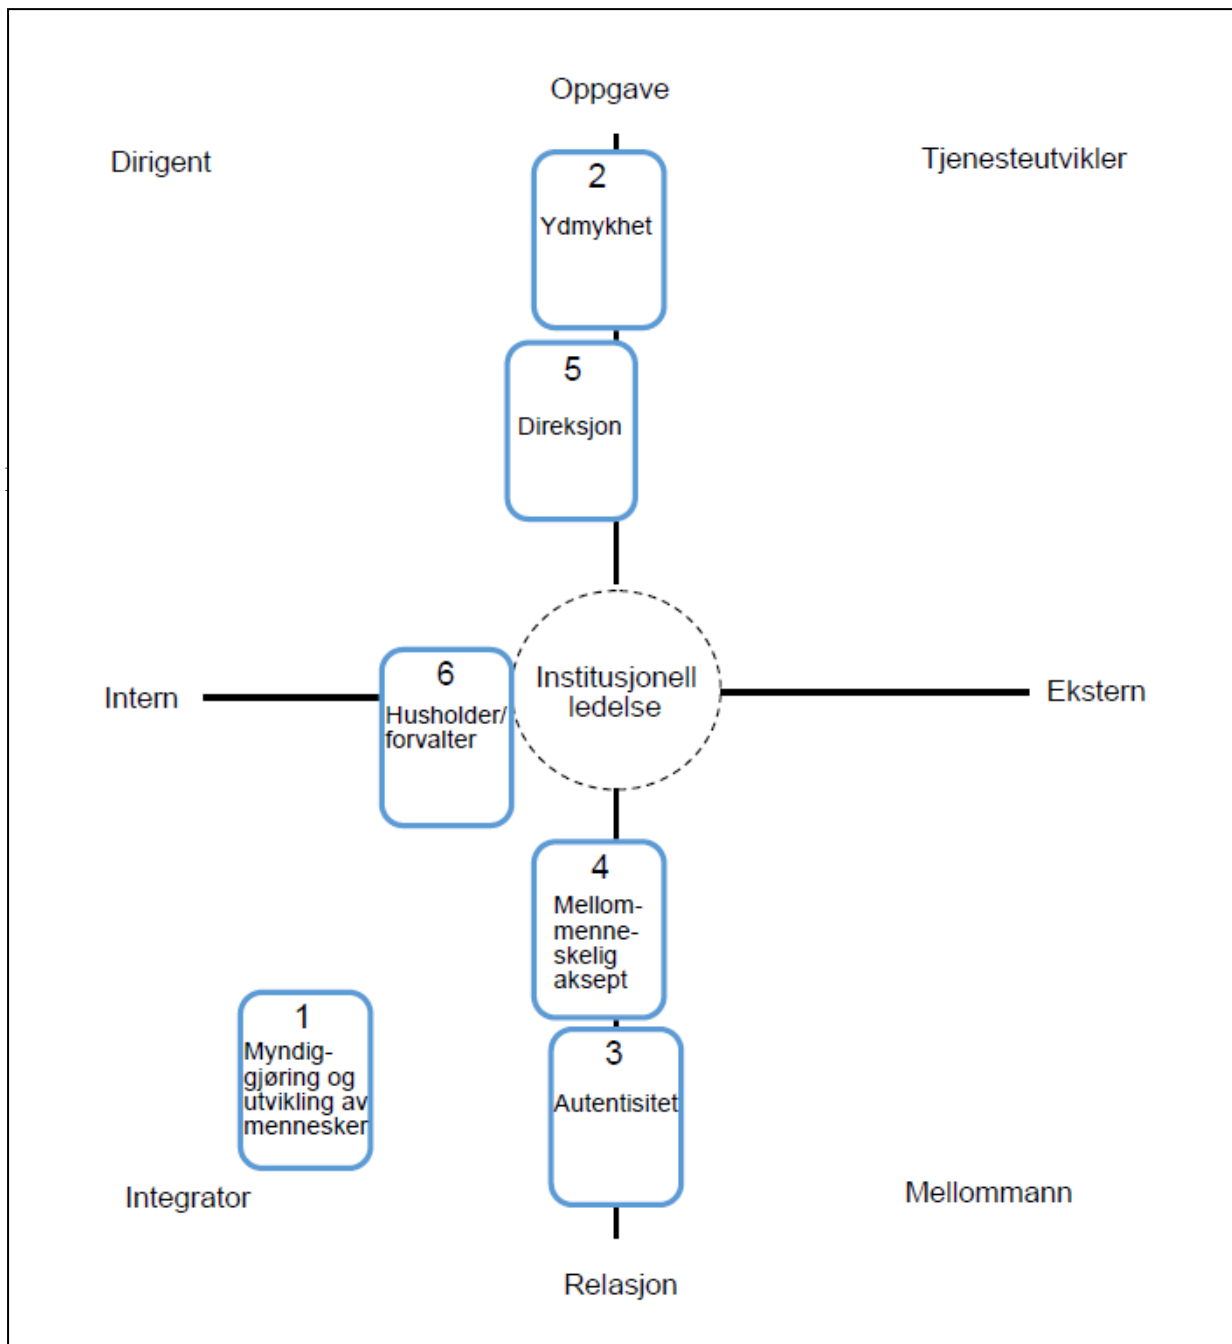 Oppgave
Dirigent
Tjenesteutvikler
2
Ydmykhet
5
Direksjon
Intern
6
Husholder/
forvalter
Institusjonell
ledelse
Ekstern
4
Mellom-
menne-
skelig
aksept
1
Myndig-
gjøring og
utvikling av
mennesker
3
Autentisitet
Integrator
Mellommann
Relasjon